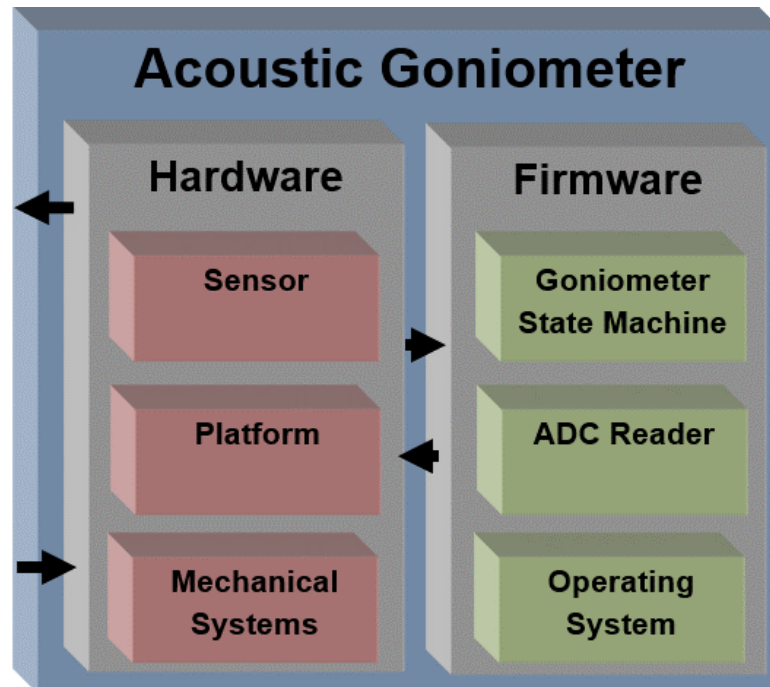 Acoustic Goniometer
Hardware
Sensor
Platform
Mechanical
Systems
Firmware
Goniometer
State Machine
ADC Reader
Operating
System